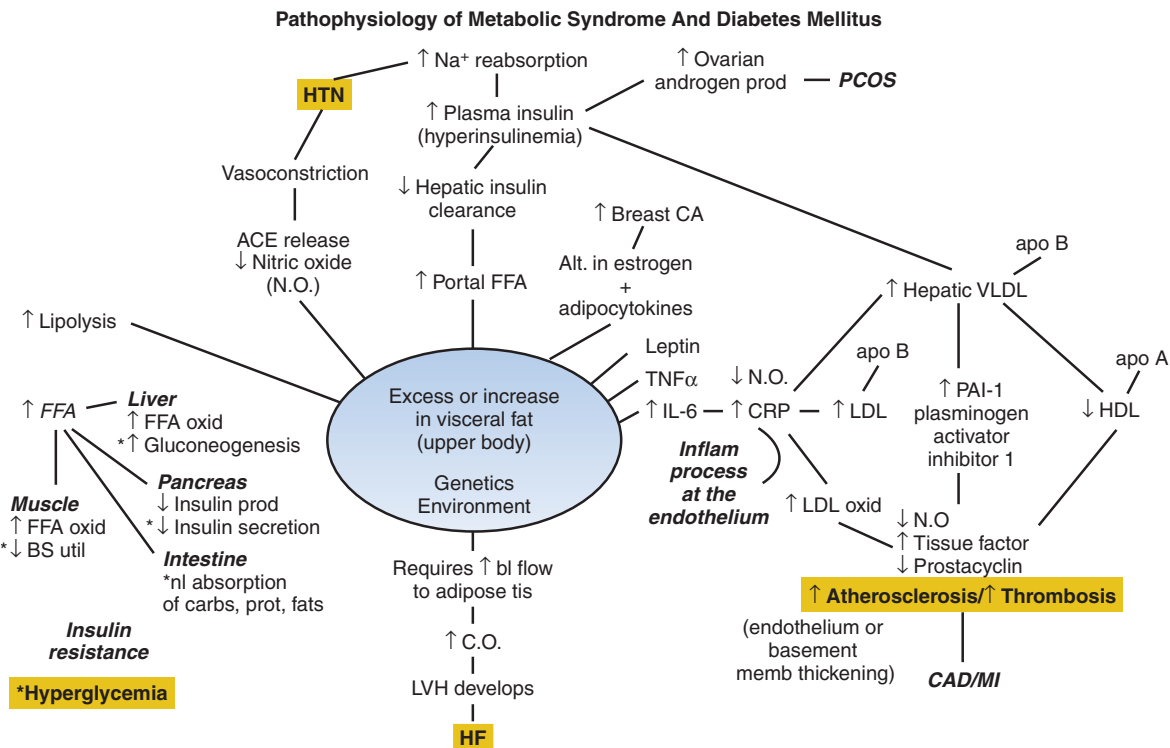 Pathophysiology of Metabolic Syndrome And Diabetes Mellitus
↑ Na⁺ reabsorption
HTN
↑ Plasma insulin
(hyperinsulinemia)
↑ Ovarian
androgen prod
PCOS
Vasoconstriction
↓ Hepatic insulin
clearance
ACE release
↓ Nitric oxide
(N.O.)
↑ Portal FFA
↑ Breast CA
Alt. in estrogen
+
adipocytokines
apo B
↑ Hepatic VLDL
↑ Lipolysis
Leptin
TNFα
↑ IL-6
↓ N.O.
↑ CRP
apo B
↑ LDL
↑ PAI-1
plasminogen
activator
inhibitor 1
apo A
↓ HDL
Excess or increase
in visceral fat
(upper body)
Genetics
Environment
↑ FFA
Liver
↑ FFA oxid
*↑ Gluconeogenesis
Pancreas
↓ Insulin prod
*↓ Insulin secretion
Muscle
↑ FFA oxid
*↓ BS util
Intestine
*nl absorption
of carbs, prot, fats
Insulin
resistance
*Hyperglycemia
Inflam
process
at the
endothelium
↑ LDL oxid
↓ N.O
↑ Tissue factor
↓ Prostacyclin
↑ Atherosclerosis/↑ Thrombosis
(endothelium or
basement
memb thickening)
CAD/MI
Requires ↑ bl flow
to adipose tis
↑ C.O.
LVH develops
HF